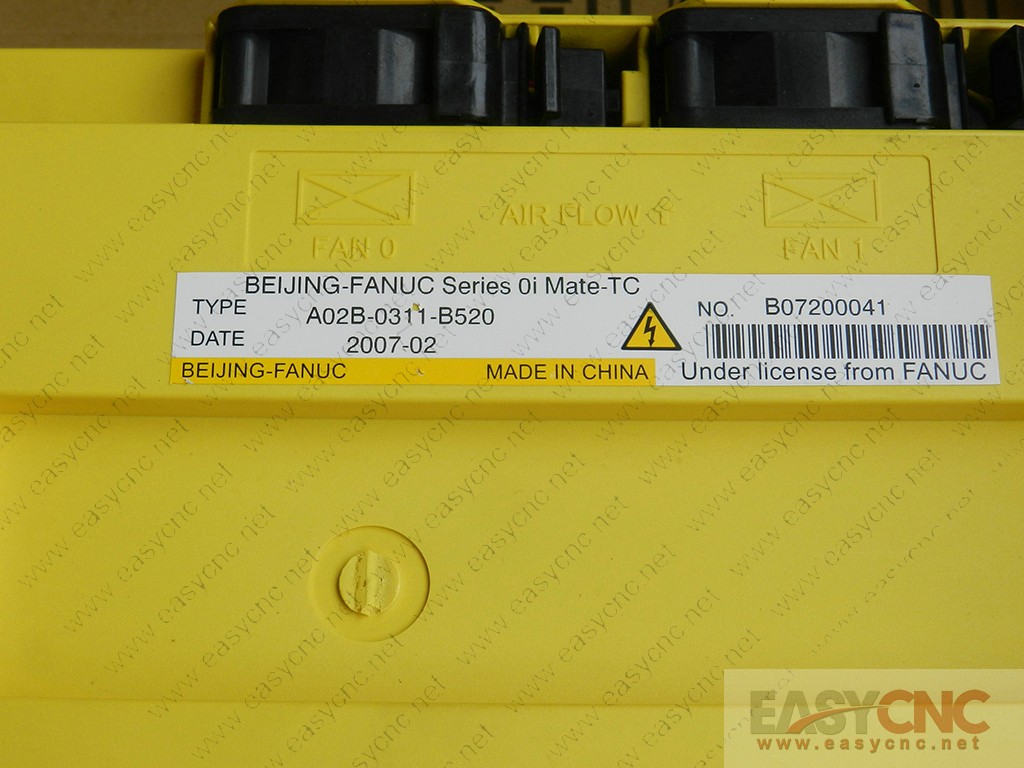 AIR FLOW ↑
FAN 0
FAN 1
BEIJING-FANUC Series 0i Mate-TC
TYPE A02B-0311-B520
DATE 2007-02
NO. B07200041
BEIJING-FANUC MADE IN CHINA
Under license from FANUC
EASYCNC
www.easycnc.net